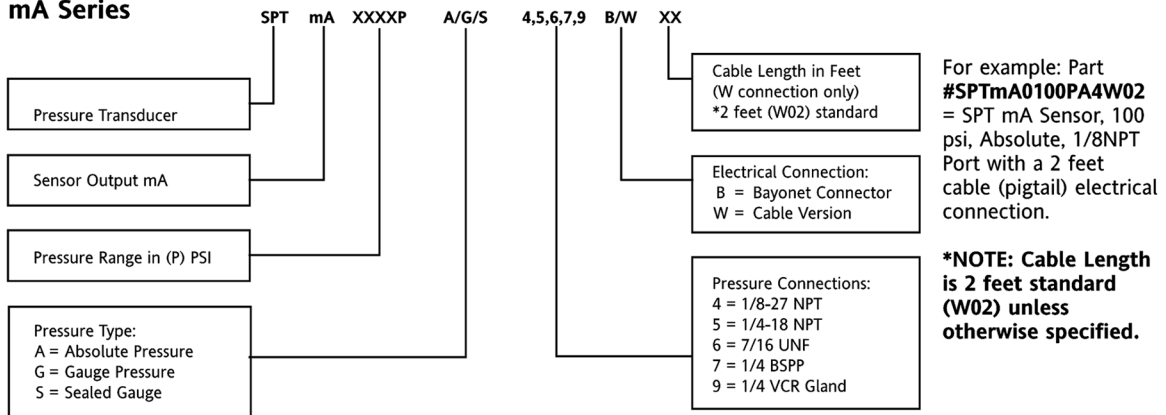 mA Series
SPT mA XXXXP A/G/S 4,5,6,7,9 B/W XX
Pressure Transducer
Sensor Output mA
Pressure Range in (P) PSI
Pressure Type:
A = Absolute Pressure
G = Gauge Pressure
S = Sealed Gauge
Cable Length in Feet
(W connection only)
*2 feet (W02) standard
Electrical Connection:
B = Bayonet Connector
W = Cable Version
Pressure Connections:
4 = 1/8-27 NPT
5 = 1/4-18 NPT
6 = 7/16 UNF
7 = 1/4 BSPP
9 = 1/4 VCR Gland
For example: Part
#SPTmA0100PA4W02
= SPT mA Sensor, 100
psi, Absolute, 1/8NPT
Port with a 2 feet
cable (pigtail) electrical
connection.
*NOTE: Cable Length
is 2 feet standard
(W02) unless
otherwise specified.